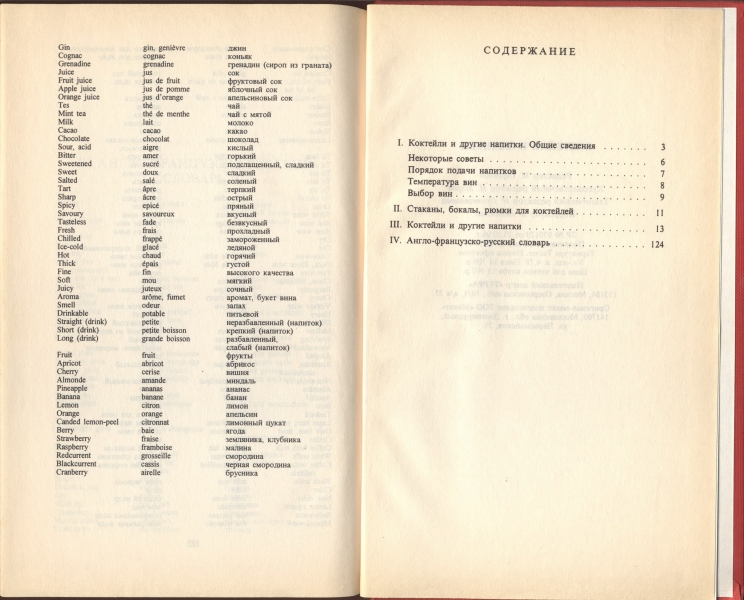 Gin gin, genièvre джин
Cognac cognac коньяк
Grenadine grenadine гренадин (сироп из граната)
Juice jus сок
Fruit juice jus de fruit фруктовый сок
Apple juice jus de pomme яблочный сок
Orange juice jus d'orange апельсиновый сок
Tes thé чай
Mint tea thé de menthe чай с мятой
Milk lait молоко
Cacao cacao какао
Chocolate chocolat шоколад
Sour, acid aigre кислый
Bitter amer горький
Sweetened sucré подслащенный, сладкий
Sweet doux сладкий
Salted salé соленый
Tart âpre терпкий
Sharp âcre острый
Spicy epicé пряный
Savoury savoureux вкусный
Tasteless fade безвкусный
Fresh frais прохладный
Chilled frappé замороженный
Ice-cold glacé ледяной
Hot chaud горячий
Thick épais густой
Fine fin высокого качества
Soft mou мягкий
Juicy juteux сочный
Aroma arôme, fumet аромат, букет вина
Smell odeur запах
Drinkable potable питьевой
Straight (drink) petite неразбавленный (напиток)
Short (drink) petite boisson крепкий (напиток)
Long (drink) grande boisson разбавленный,
слабый (напиток)
Fruit fruit фрукты
Apricot abricot абрикос
Cherry cerise вишня
Almonde amande миндаль
Pineapple ananas ананас
Banana banane банан
Lemon citron лимон
Orange orange апельсин
Canded lemon-peel citronnat лимонный цукат
Berry baie ягода
Strawberry fraise земляника, клубника
Raspberry framboise малина
Redcurrent grosseille смородина
Blackcurrent cassis черная смородина
Cranberry airelle брусника
СОДЕРЖАНИЕ
I. Коктейли и другие напитки. Общие сведения . . . . . . . 3
Некоторые советы . . . . . . . . . . . . . . . . . . . 6
Порядок подачи напитков . . . . . . . . . . . . . . . 7
Температура вин . . . . . . . . . . . . . . . . . . . . 8
Выбор вин . . . . . . . . . . . . . . . . . . . . . . . 9
II. Стаканы, бокалы, рюмки для коктейлей . . . . . . . . . 11
III. Коктейли и другие напитки . . . . . . . . . . . . . . . 13
IV. Англо-французско-русский словарь . . . . . . . . . . . 124